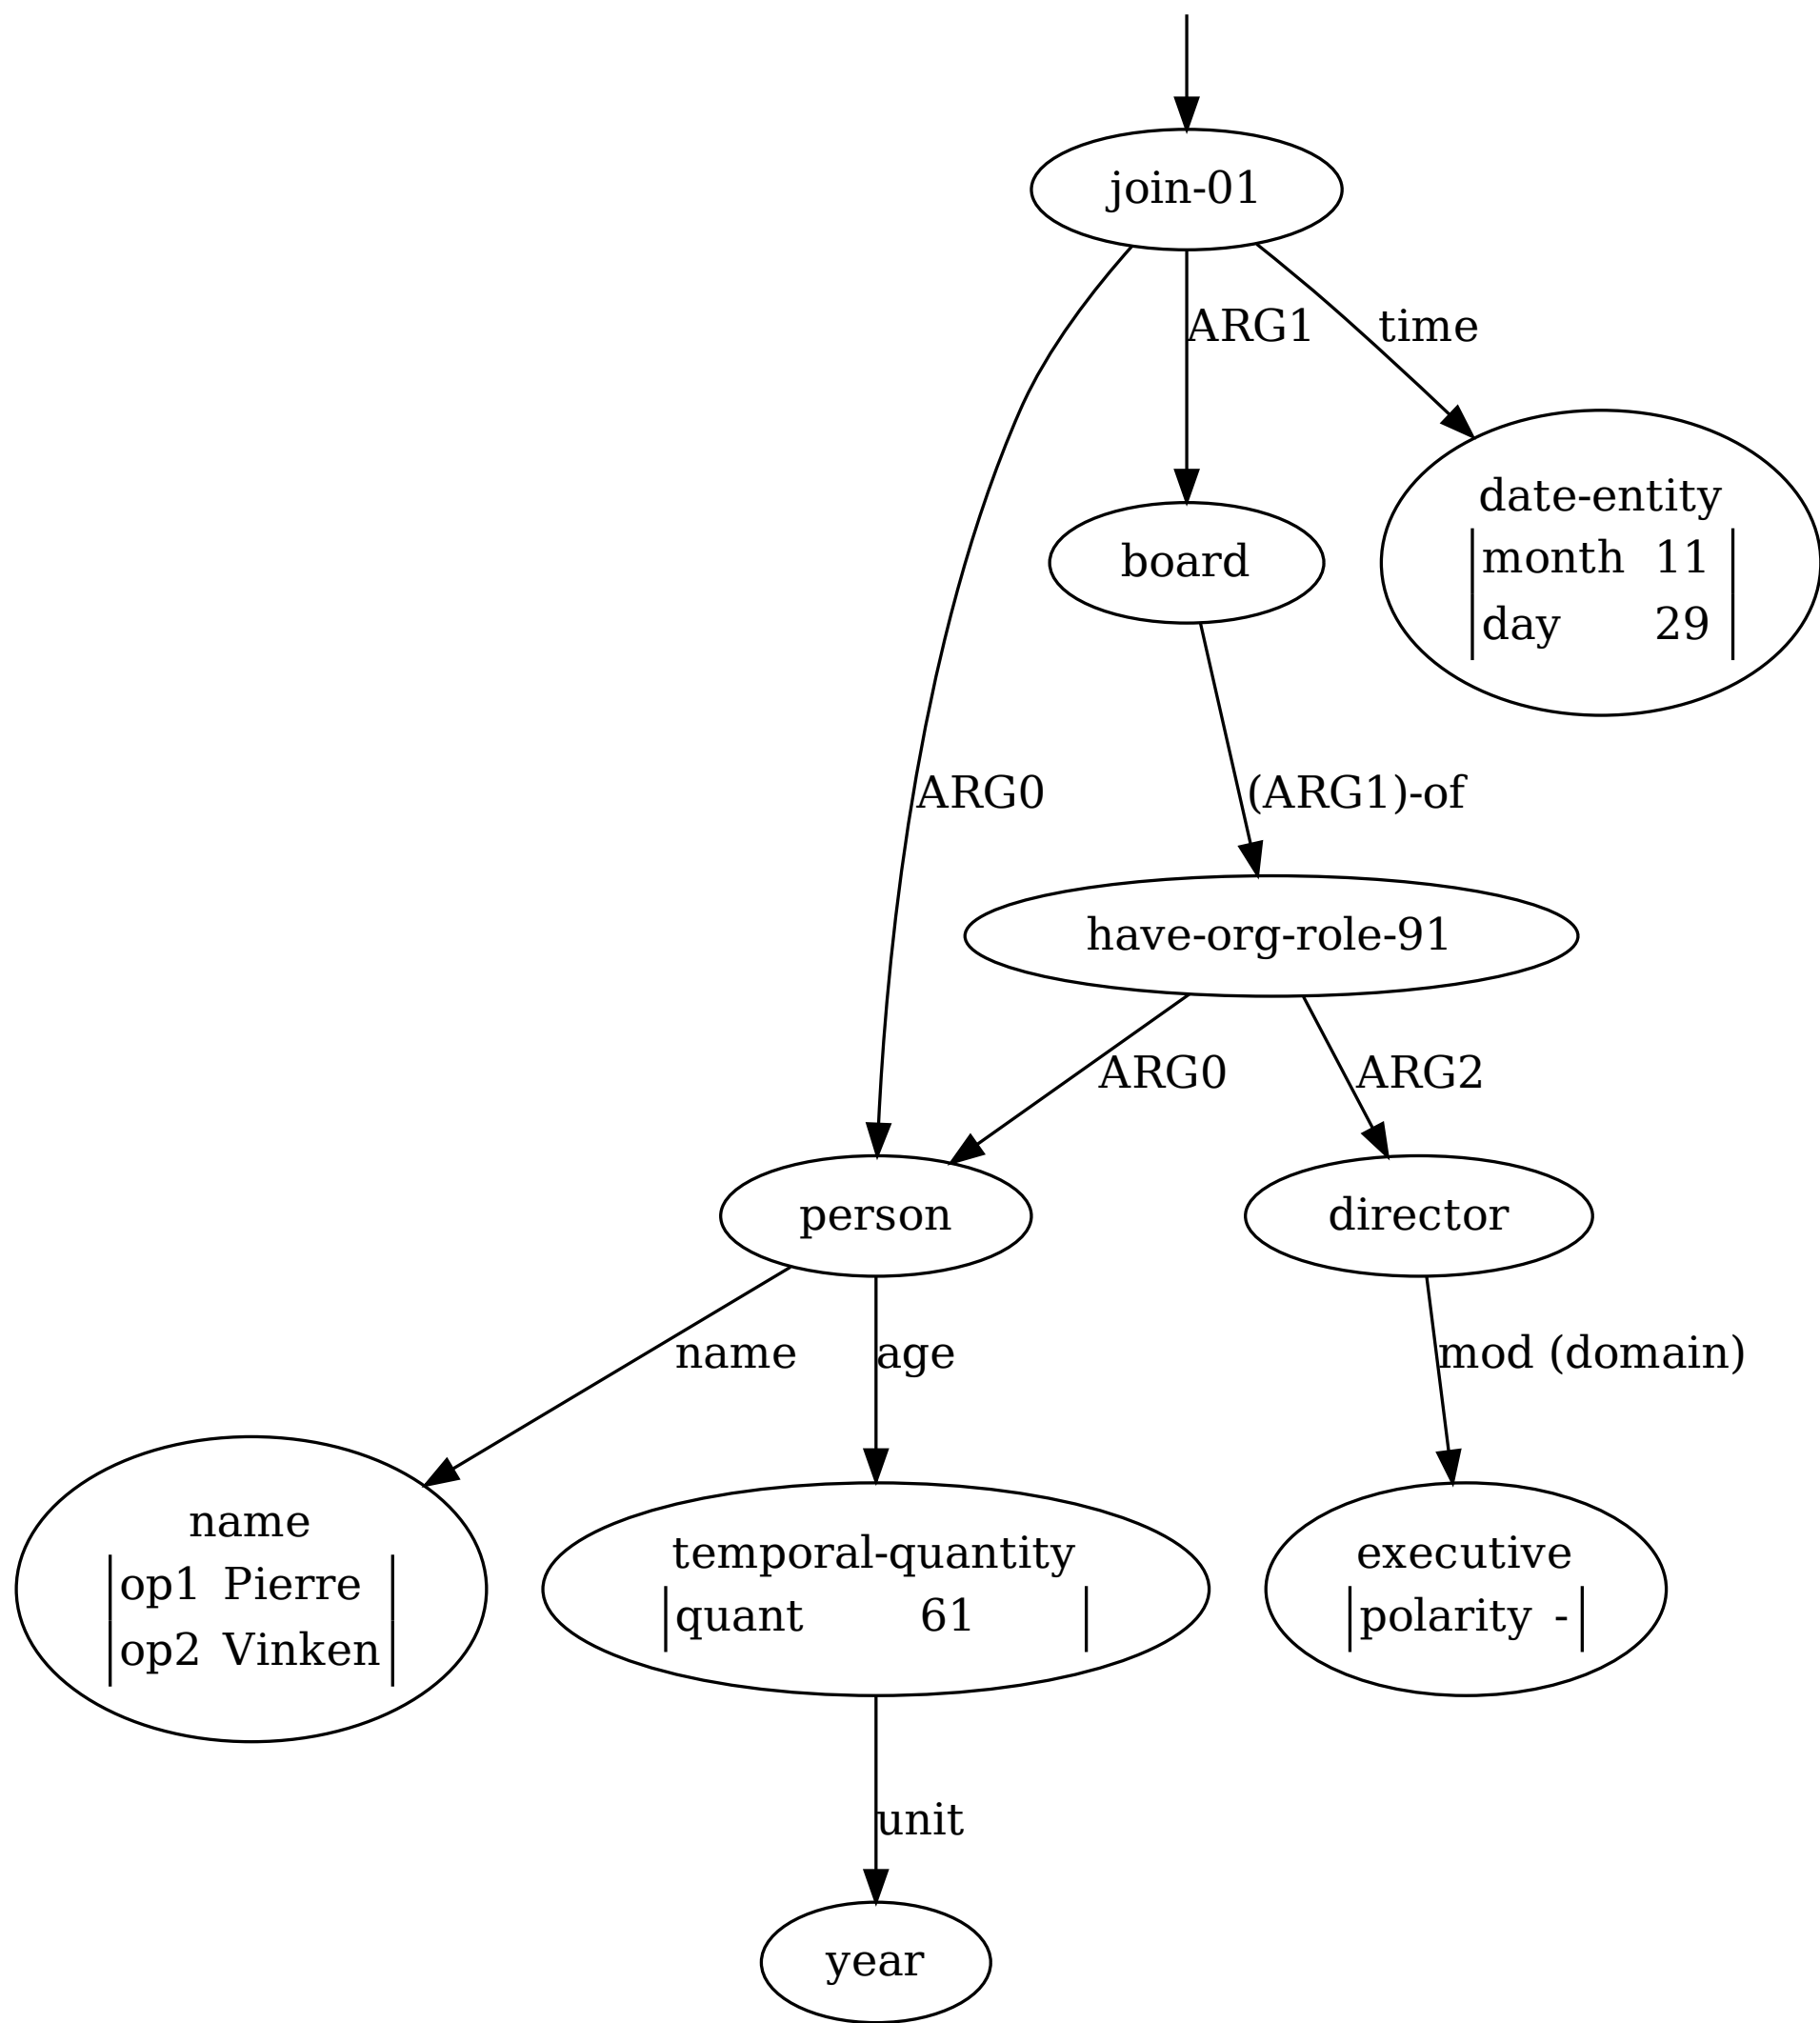 join-01
ARG1
time
date-entity
month 11
day 29
board
ARG0
(ARG1)-of
have-org-role-91
ARG0
ARG2
person
director
name
age
mod (domain)
name
op1 Pierre
op2 Vinken
temporal-quantity
quant 61
executive
polarity -
unit
year